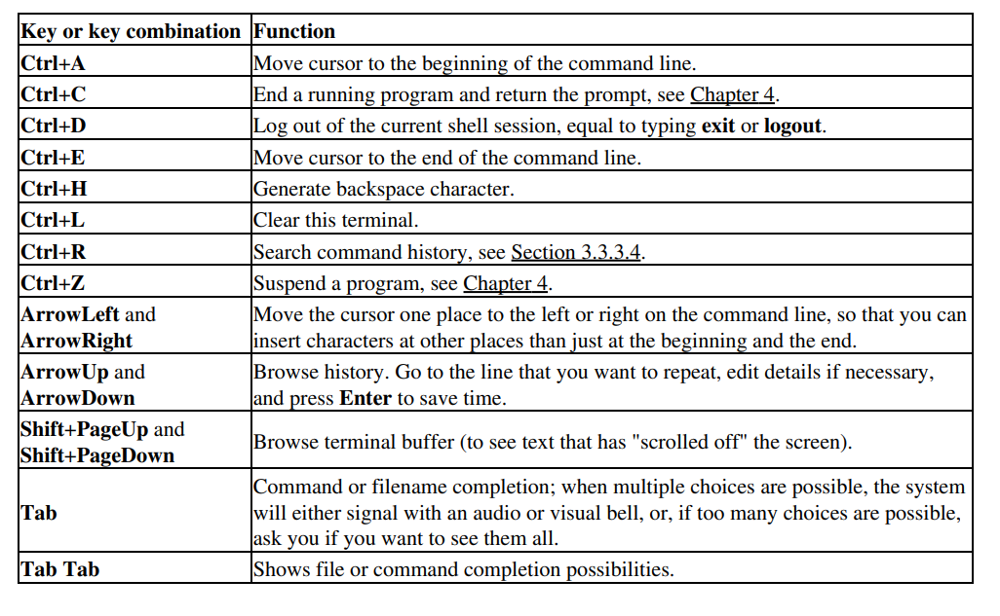 Key or key combination Function
Ctrl+A Move cursor to the beginning of the command line.
Ctrl+C End a running program and return the prompt, see Chapter 4.
Ctrl+D Log out of the current shell session, equal to typing exit or logout.
Ctrl+E Move cursor to the end of the command line.
Ctrl+H Generate backspace character.
Ctrl+L Clear this terminal.
Ctrl+R Search command history, see Section 3.3.3.4.
Ctrl+Z Suspend a program, see Chapter 4.
ArrowLeft and
ArrowRight
Move the cursor one place to the left or right on the command line, so that you can
insert characters at other places than just at the beginning and the end.
ArrowUp and
ArrowDown
Browse history. Go to the line that you want to repeat, edit details if necessary,
and press Enter to save time.
Shift+PageUp and
Shift+PageDown
Browse terminal buffer (to see text that has "scrolled off" the screen).
Tab
Command or filename completion; when multiple choices are possible, the system
will either signal with an audio or visual bell, or, if too many choices are possible,
ask you if you want to see them all.
Tab Tab Shows file or command completion possibilities.